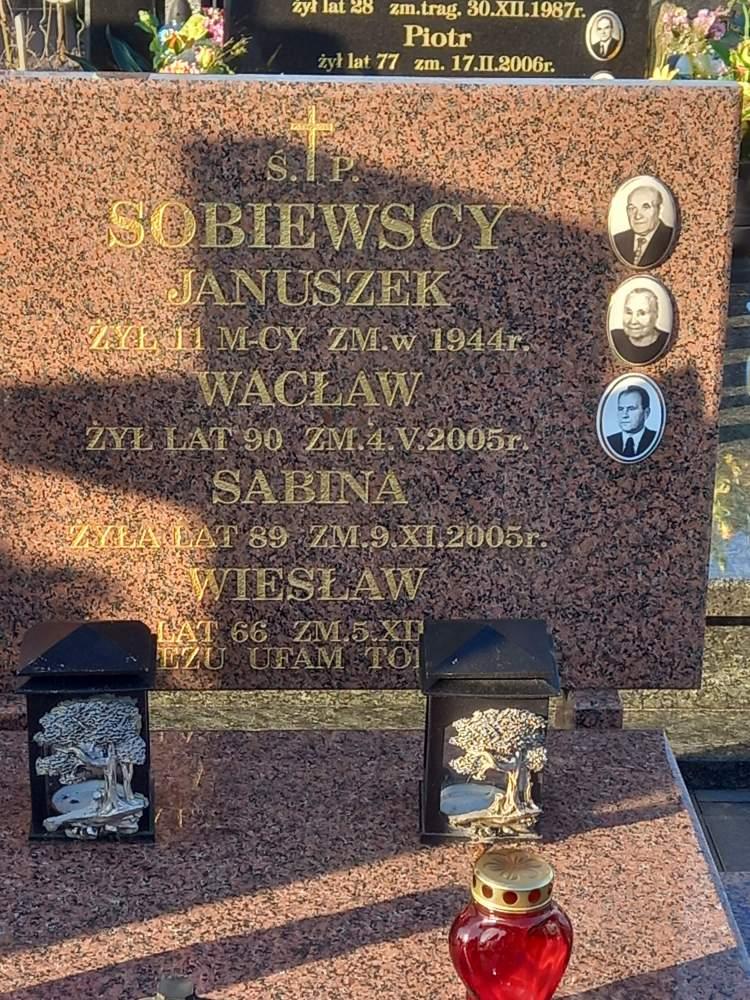 żył lat 28 zm.trag. 30.XII.1987r.
Piotr
żył lat 77 zm. 17.II.2006r.
Ś. P.
SOBIEWSCY
JANUSZEK
ŻYŁ 11 M-CY ZM.w 1944r.
WACŁAW
ŻYŁ LAT 90 ZM.4.V.2005r.
SABINA
ŻYŁA LAT 89 ZM.9.XI.2005r.
WIESŁAW
LAT 66 ZM.5.XII
UFAM